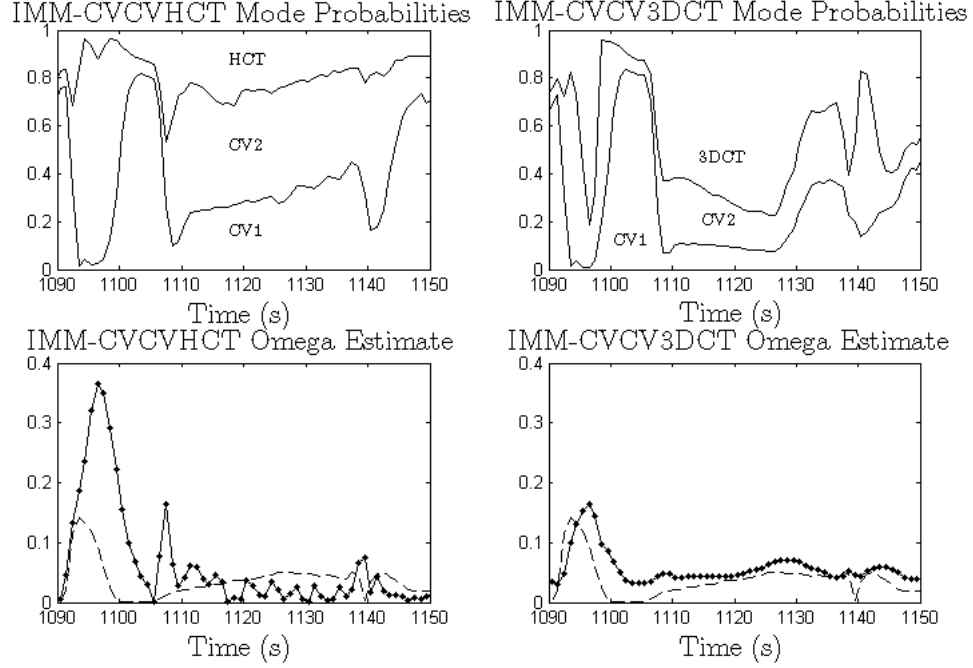 IMM-CVCVHCT Mode Probabilities
1
0.8
0.6
0.4
0.2
0
HCT
CV2
CV1
1090 1100 1110 1120 1130 1140 1150
Time (s)
IMM-CVCV3DCT Mode Probabilities
1
0.8
0.6
0.4
0.2
0
3DCT
CV2
CV1
1090 1100 1110 1120 1130 1140 1150
Time (s)
IMM-CVCVHCT Omega Estimate
0.4
0.3
0.2
0.1
0
1090 1100 1110 1120 1130 1140 1150
Time (s)
IMM-CVCV3DCT Omega Estimate
0.4
0.3
0.2
0.1
0
1090 1100 1110 1120 1130 1140 1150
Time (s)